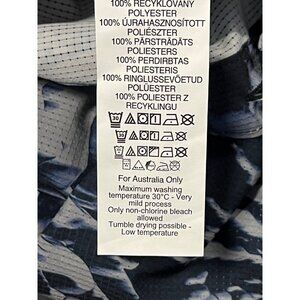 100% RECYKLOVANÝ
POLYESTER
100% ÚJRAHASZNOSÍTOTT
POLIÉSZTER
100% PĀRSTRĀDĀTS
POLIESTERS
100% PERDIRBTAS
POLIESTERIS
100% RINGLUSSEVÕETUD
POLÜESTER
100% POLIESTER Z
RECYKLINGU
For Australia Only
Maximum washing
temperature 30°C - Very
mild process
Only non-chlorine bleach
allowed
Tumble drying possible -
Low temperature